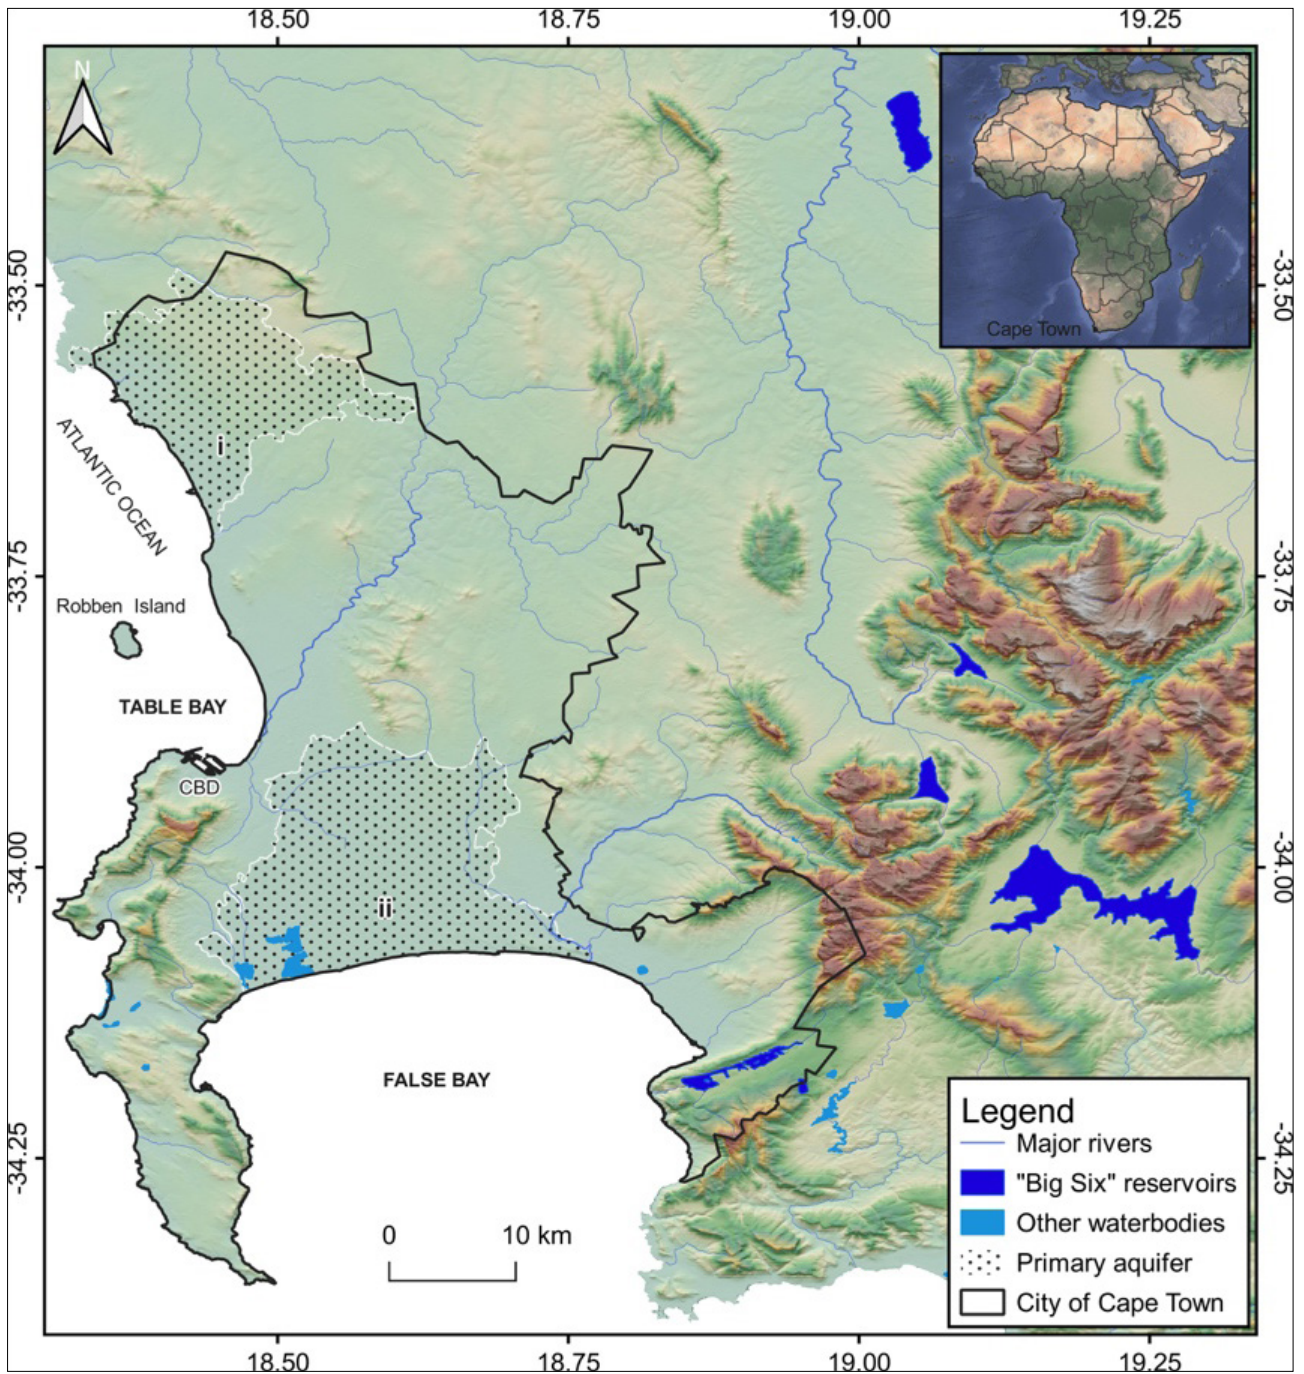 18.50 18.75 19.00 19.25
N
-33.50 -33.50
Cape Town
i
ATLANTIC OCEAN
-33.75 -33.75
Robben Island
TABLE BAY
CBD
-34.00 -34.00
ii
FALSE BAY
-34.25 -34.25
Legend
Major rivers
"Big Six" reservoirs
Other waterbodies
Primary aquifer
City of Cape Town
0 10 km
18.50 18.75 19.00 19.25